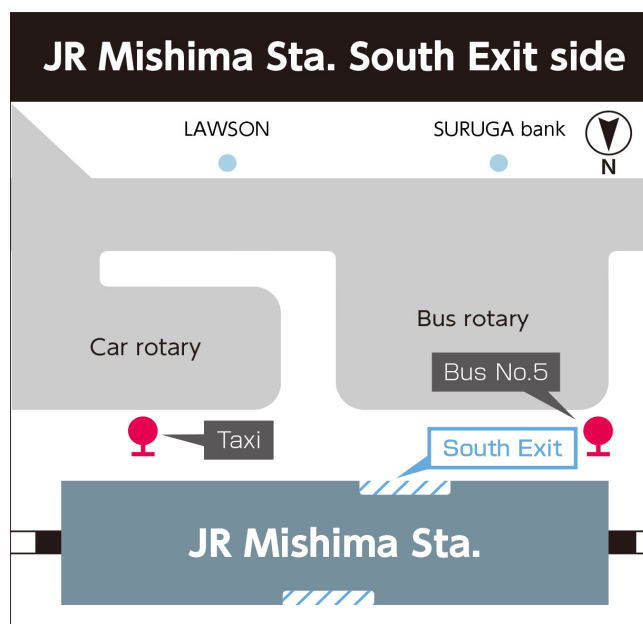 JR Mishima Sta. South Exit side
LAWSON
SURUGA bank
N
Bus rotary
Car rotary
Bus No.5
Taxi
South Exit
JR Mishima Sta.